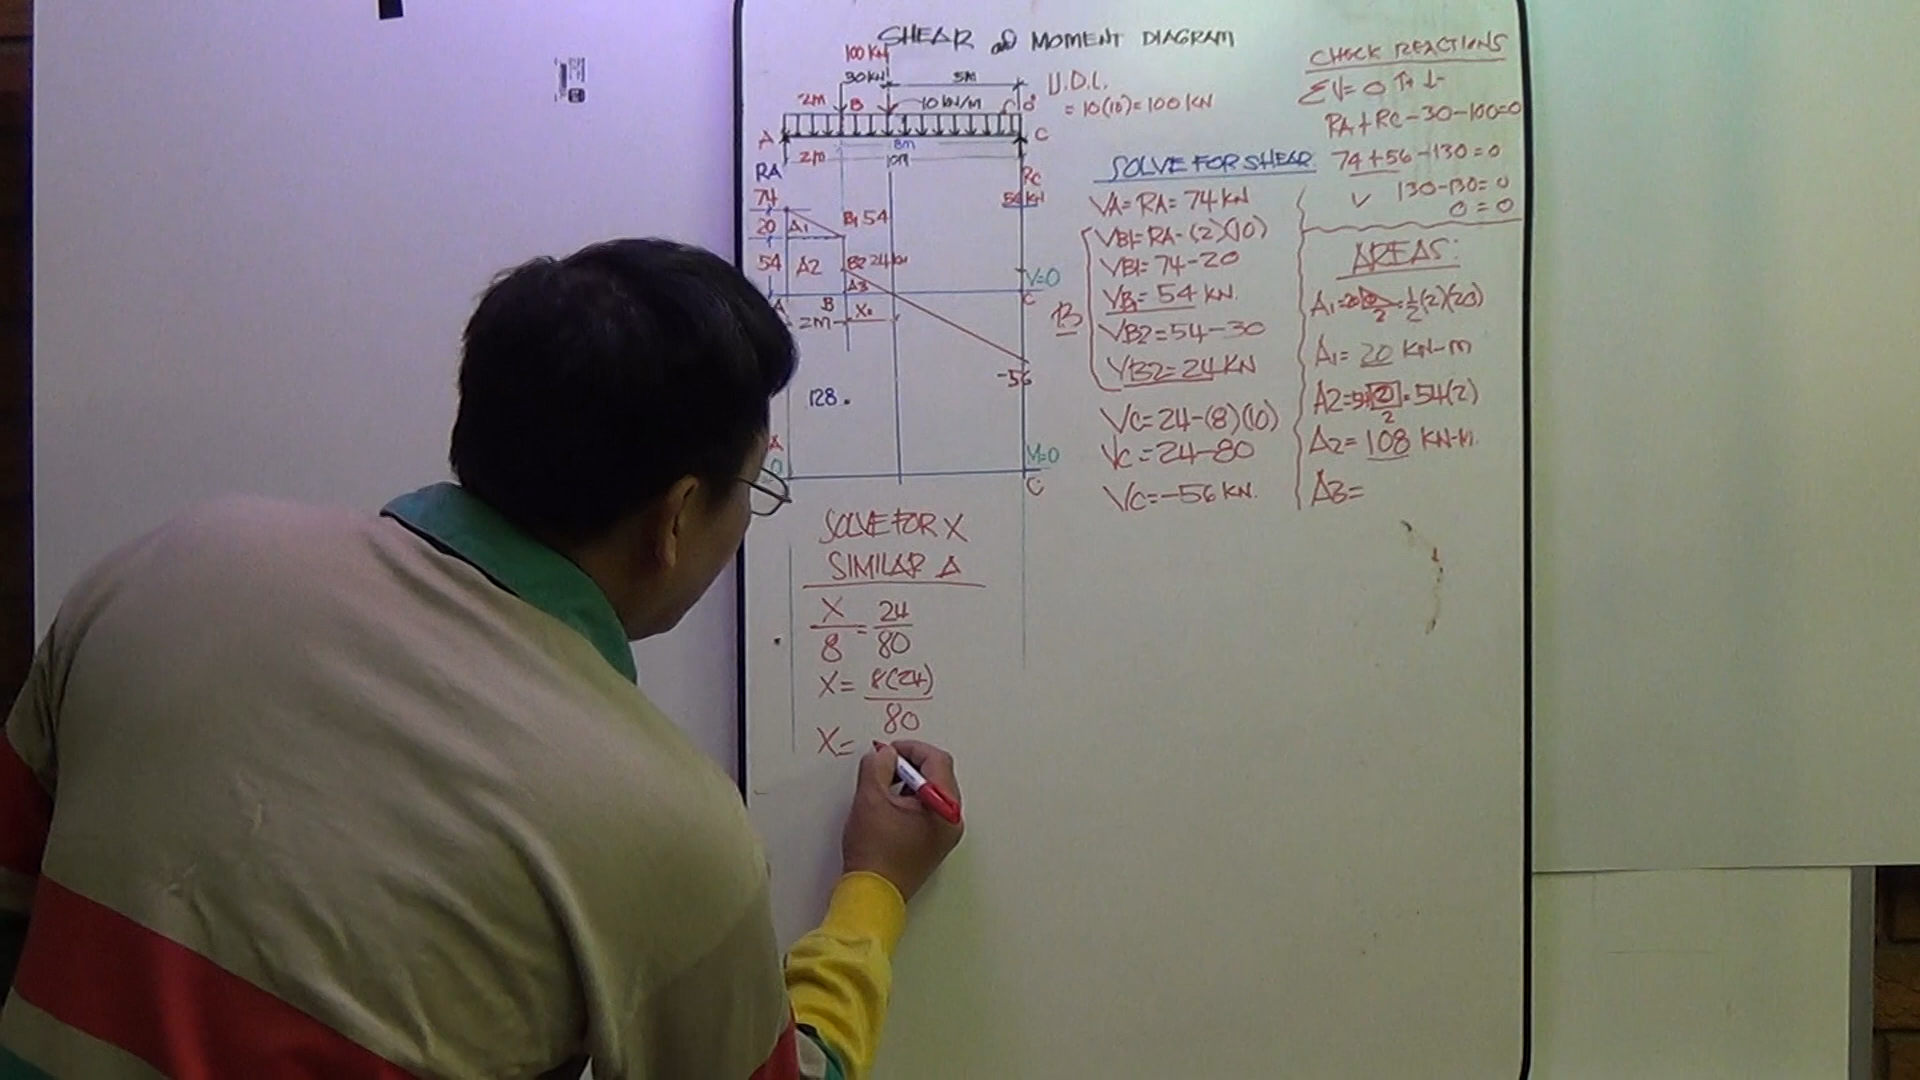 SHEAR and MOMENT DIAGRAM
100 KN
30KN 5M
2M B 10 KN/M C
A C
8m
2M 10M
RA RC
74 56 KN
20 A1 B1 54
54 A2 B2 24 KN
A3 V=0
A B C
2M X
-56
128.
A
0 M=0
C
U.D.L.
= 10(10)=100 KN
SOLVE FOR SHEAR
VA=RA=74 KN
VB1=RA-(2)(10)
VB1=74-20
VB1=54 KN.
B
VB2=54-30
VB2=24 KN
VC=24-(8)(10)
VC=24-80
VC=-56 KN.
CHECK REACTIONS
ΣV=0 ↑+ ↓-
RA+RC-30-100=0
74+56-130=0
130-130=0
0=0
AREAS:
A1= ½(2)(20)
A1= 20 KN-M
A2= 54(2)
A2= 108 KN-M.
A3=
SOLVE FOR X
SIMILAR Δ
X/8 = 24/80
X= 8(24)/80
X=